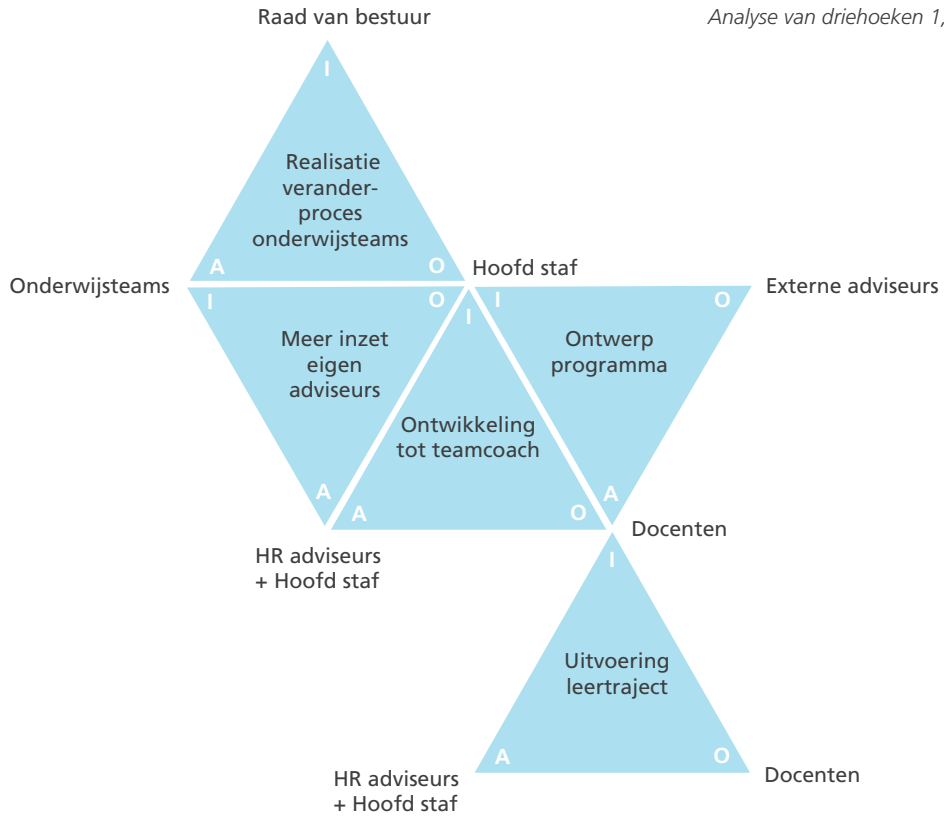 Raad van bestuur
Analyse van driehoeken 1,
I
Realisatie
verander-
proces
onderwijsteams
A
O
Onderwijsteams
Hoofd staf
Externe adviseurs
I
O
I
I
O
Meer inzet
eigen
adviseurs
Ontwerp
programma
Ontwikkeling
tot teamcoach
A
A
O
A
HR adviseurs
+ Hoofd staf
Docenten
I
Uitvoering
leertraject
A
O
HR adviseurs
+ Hoofd staf
Docenten